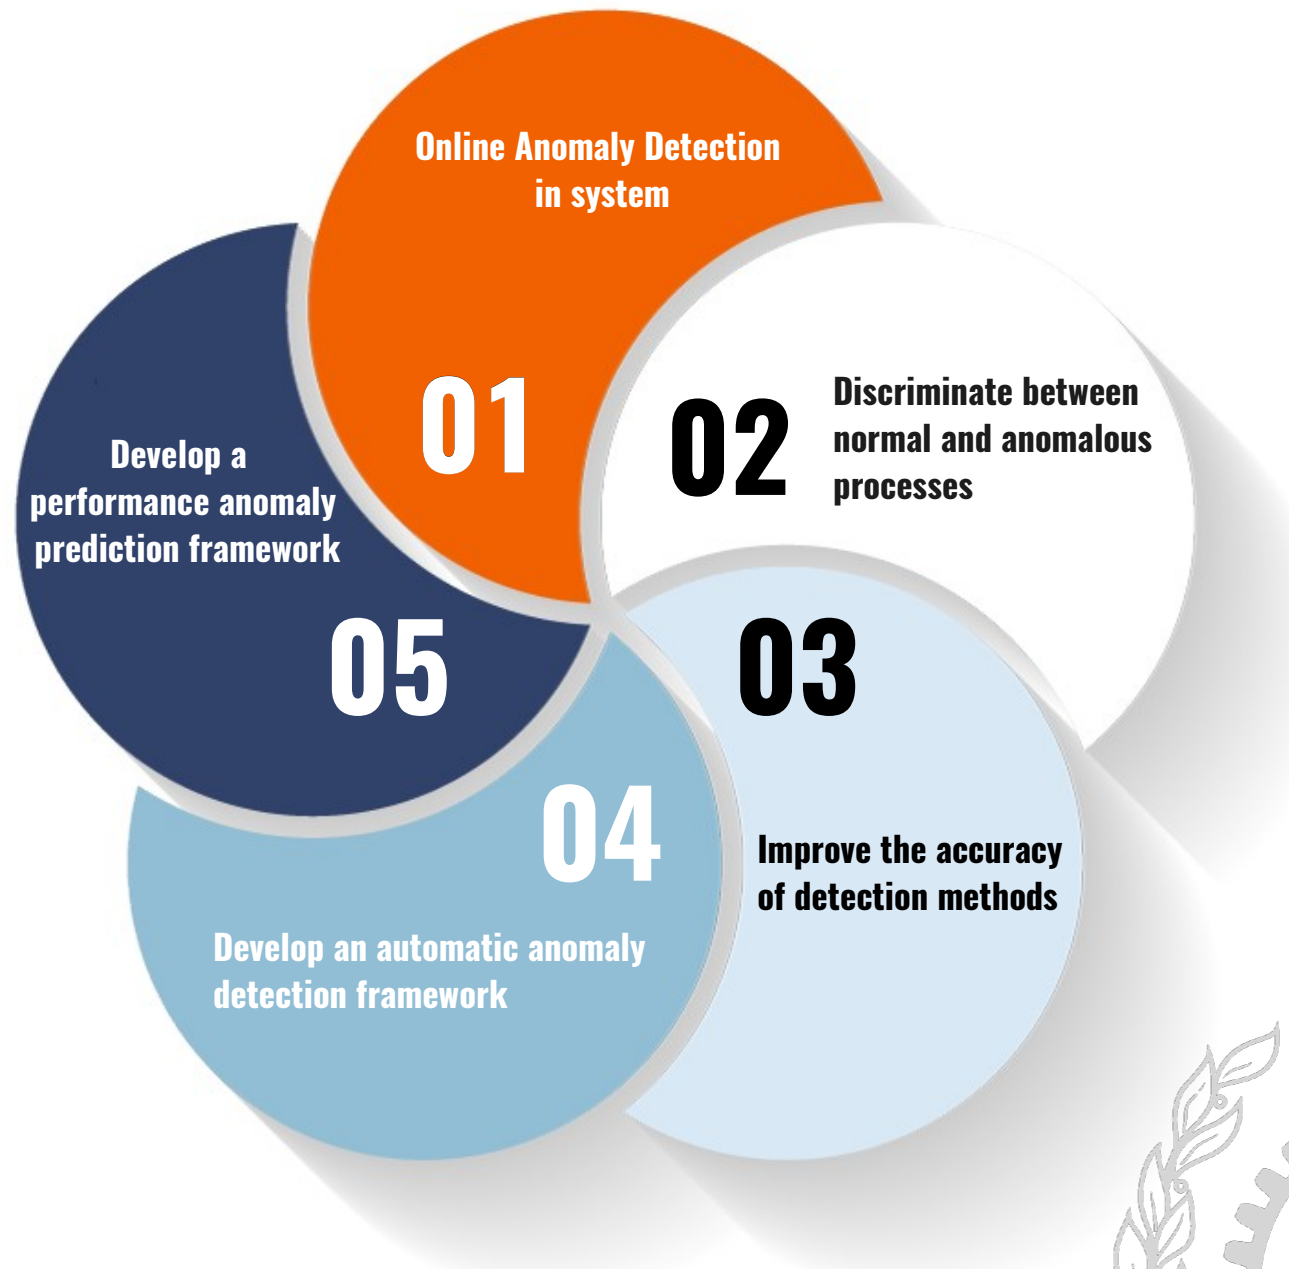 Online Anomaly Detection
in system
01
02
Discriminate between
normal and anomalous
processes
03
Improve the accuracy
of detection methods
04
Develop an automatic anomaly
detection framework
Develop a
performance anomaly
prediction framework
05